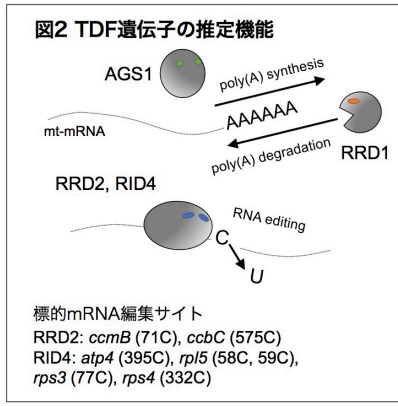 図2 TDF遺伝子の推定機能
AGS1
poly(A) synthesis
AAAAAA
mt-mRNA
poly(A) degradation
RRD1
RRD2, RID4
RNA editing
C
U
標的mRNA編集サイト
RRD2: ccmB (71C), ccbC (575C)
RID4: atp4 (395C), rpl5 (58C, 59C),
rps3 (77C), rps4 (332C)